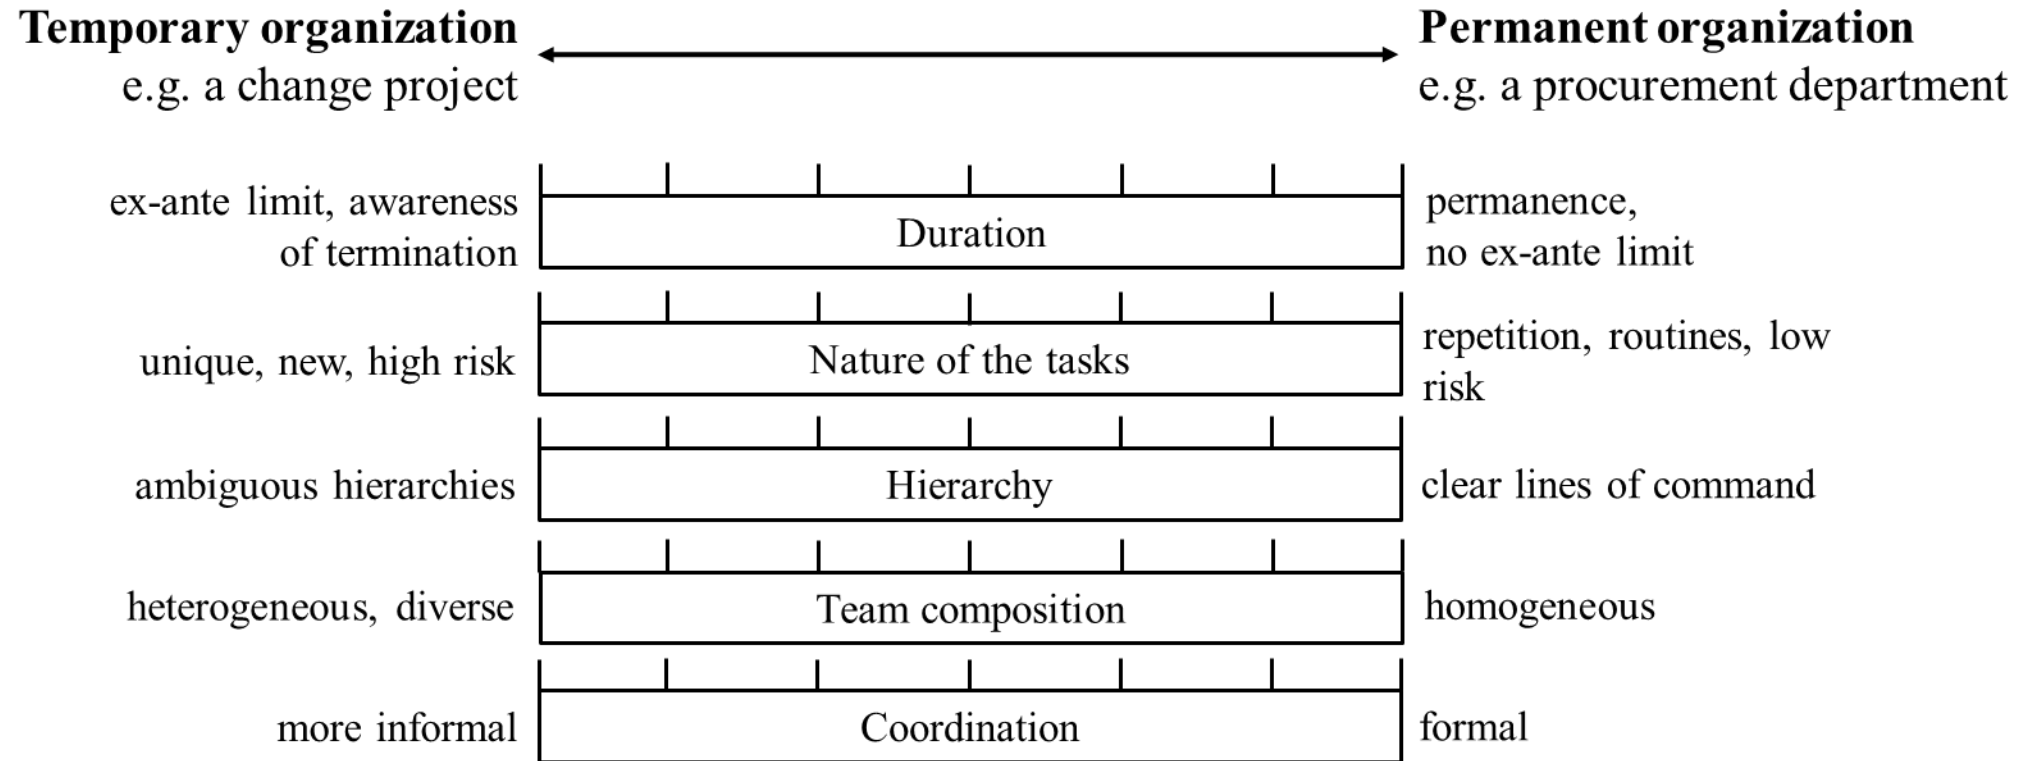 Temporary organization
e.g. a change project
Permanent organization
e.g. a procurement department
ex-ante limit, awareness
of termination
Duration
permanence,
no ex-ante limit
unique, new, high risk
Nature of the tasks
repetition, routines, low
risk
ambiguous hierarchies
Hierarchy
clear lines of command
heterogeneous, diverse
Team composition
homogeneous
more informal
Coordination
formal